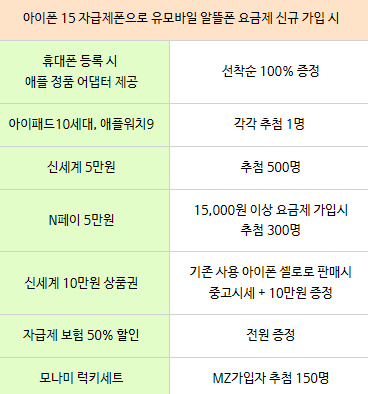 아이폰 15 자급제폰으로 유모바일 알뜰폰 요금제 신규 가입 시
휴대폰 등록 시
애플 정품 어댑터 제공
선착순 100% 증정
아이패드10세대, 애플위치9
각각 추첨 1명
신세계 5만원
추첨 500명
N페이 5만원
15,000원 이상 요금제 가입시
추첨 300명
신세계 10만원 상품권
기존 사용 아이폰 셀로로 판매시
중고시세 + 10만원 증정
자급제 보험 50% 할인
전원 증정
모나미 럭키세트
MZ가입자 추첨 150명